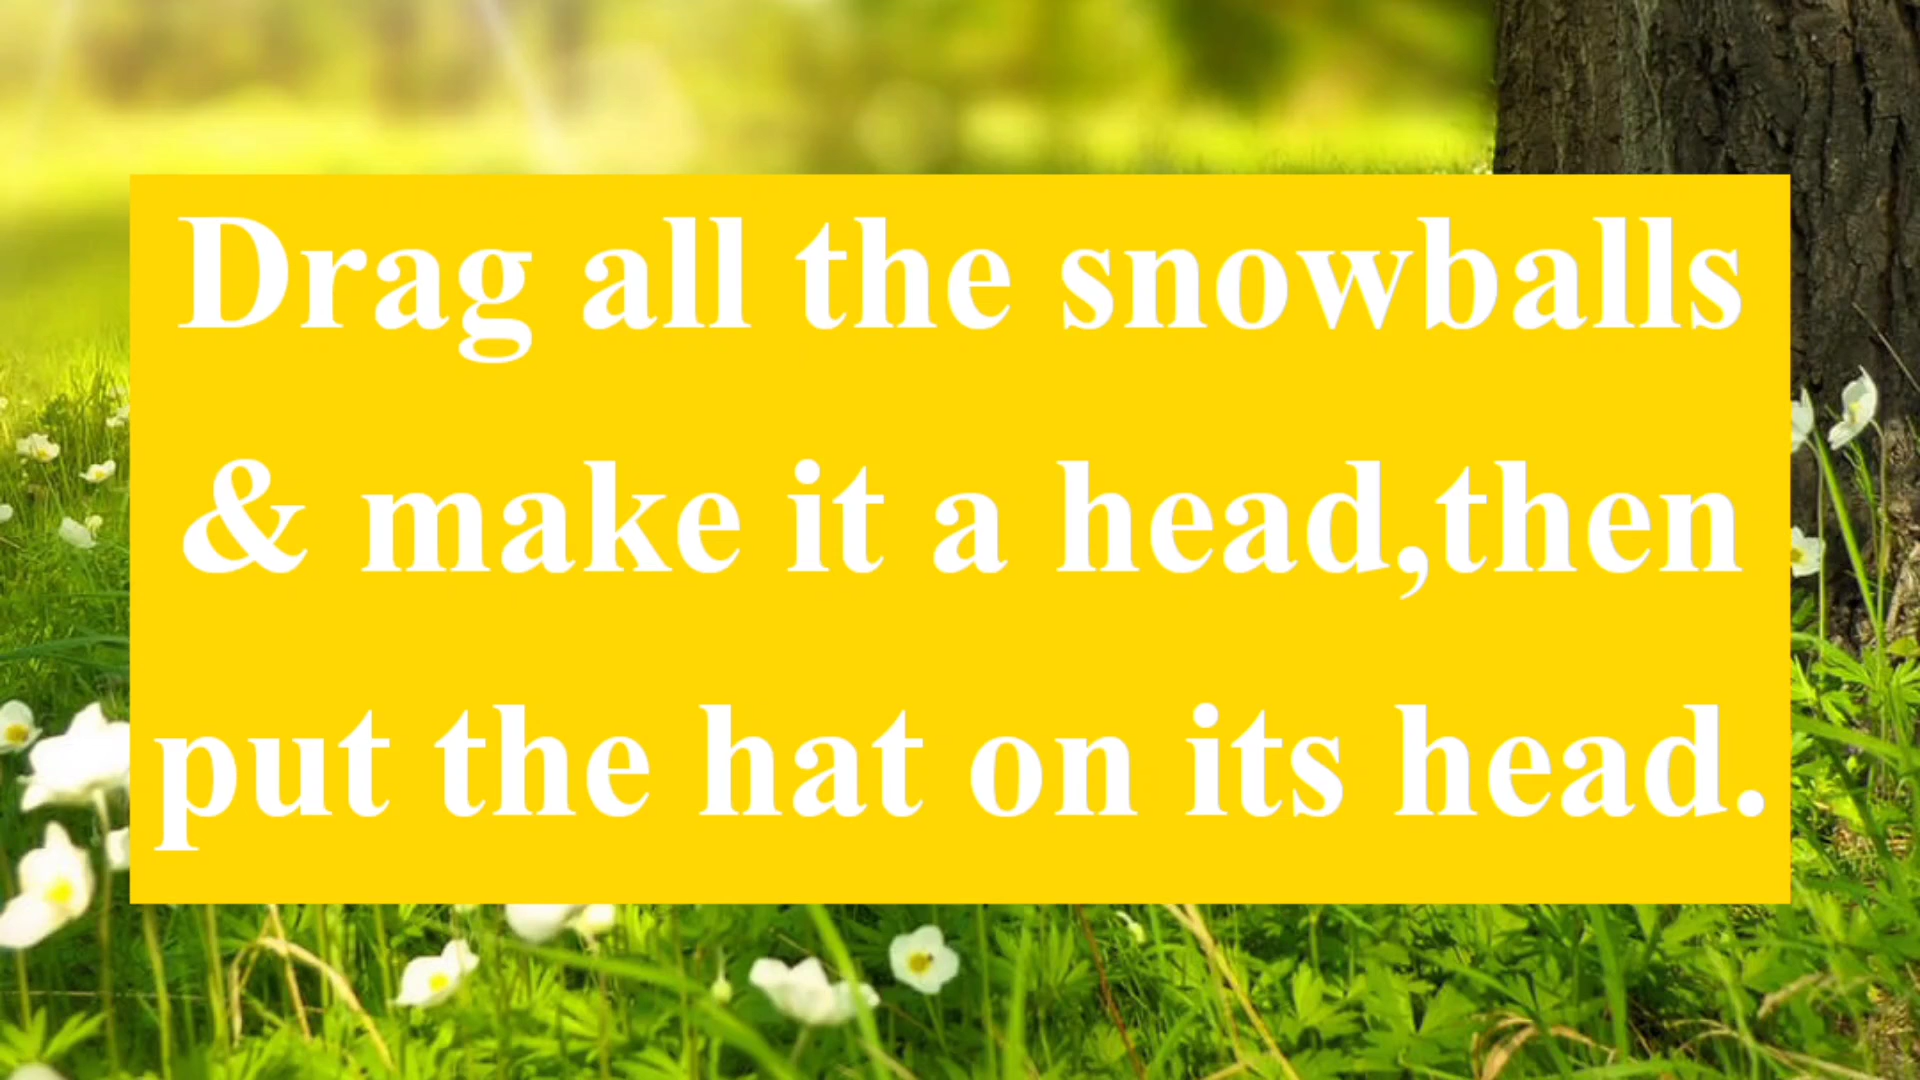 Drag all the snowballs
& make it a head,then
put the hat on its head.